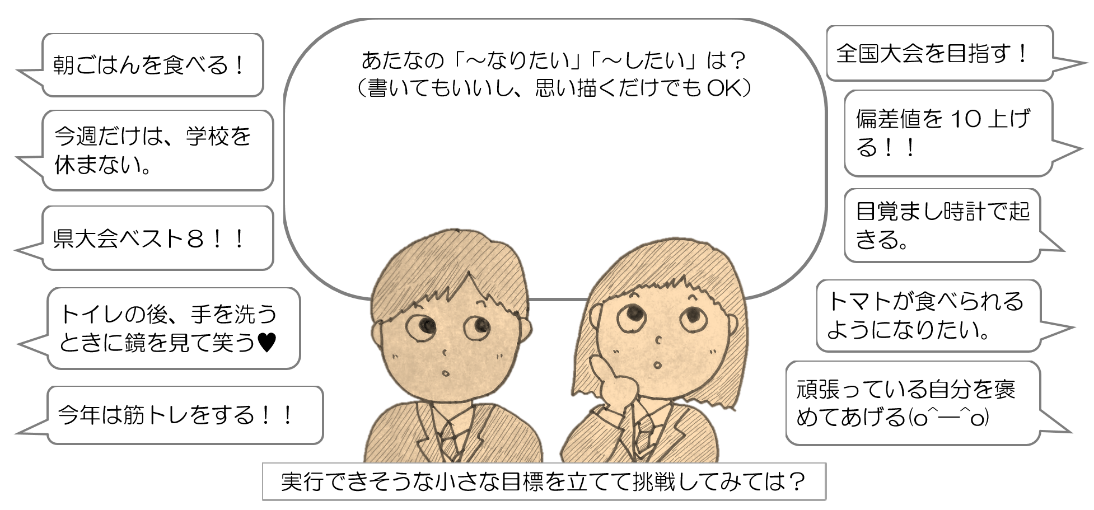 あたなの「～なりたい」「～したい」は？
（書いてもいいし、思い描くだけでも OK）
朝ごはんを食べる！
今週だけは、学校を
休まない。
県大会ベスト８！！
トイレの後、手を洗う
ときに鏡を見て笑う♥
今年は筋トレをする！！
全国大会を目指す！
偏差値を 10 上げ
る！！
目覚まし時計で起
きる。
トマトが食べられる
ようになりたい。
頑張っている自分を褒
めてあげる(o^―^o)
実行できそうな小さな目標を立てて挑戦してみては？